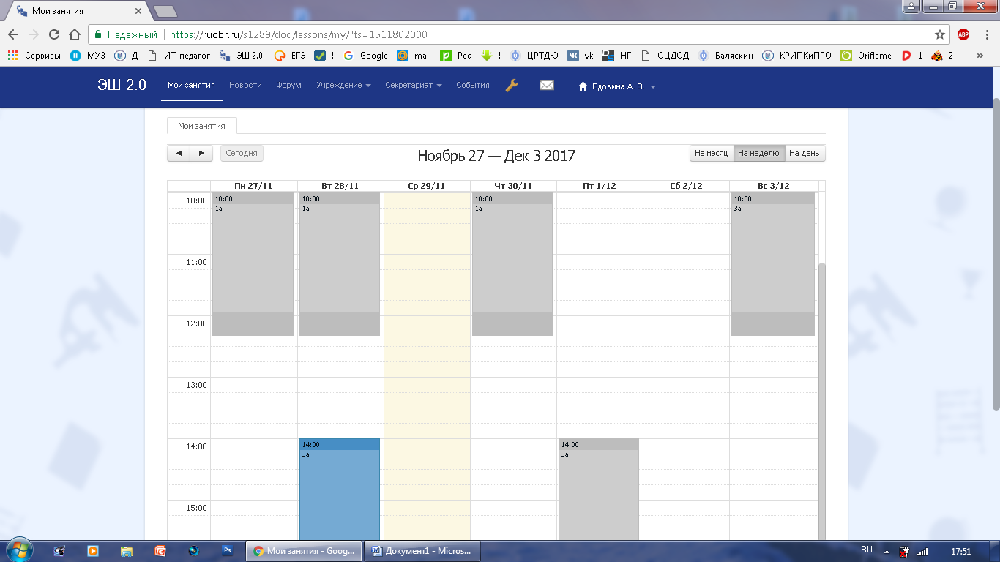 Мои занятия
Надежный https://ruobr.ru/s1289/dod/lessons/my/?ts=1511802000 ABP
Сервисы МУЗ Д ИТ-педагог ЭШ 2.0. ЕГЭ ! Google mail Ped ! ЦРТДЮ vk НГ ОЦДОД Баляскин КРИПКиПРО Oriflame 1 2 »
ЭШ 2.0 Мои занятия Новости Форум Учреждение Секретариат События Вдовина А. В.
Мои занятия
Сегодня Ноябрь 27 — Дек 3 2017 На месяц На неделю На день
Пн 27/11 Вт 28/11 Ср 29/11 Чт 30/11 Пт 1/12 Сб 2/12 Вс 3/12
10:00 10:00 10:00 10:00 10:00
1а 1а 1а 3а
11:00
12:00
13:00
14:00 14:00 14:00
3а 3а
15:00
Ps Мои занятия - Goog... Документ1 - Micros... RU 17:51